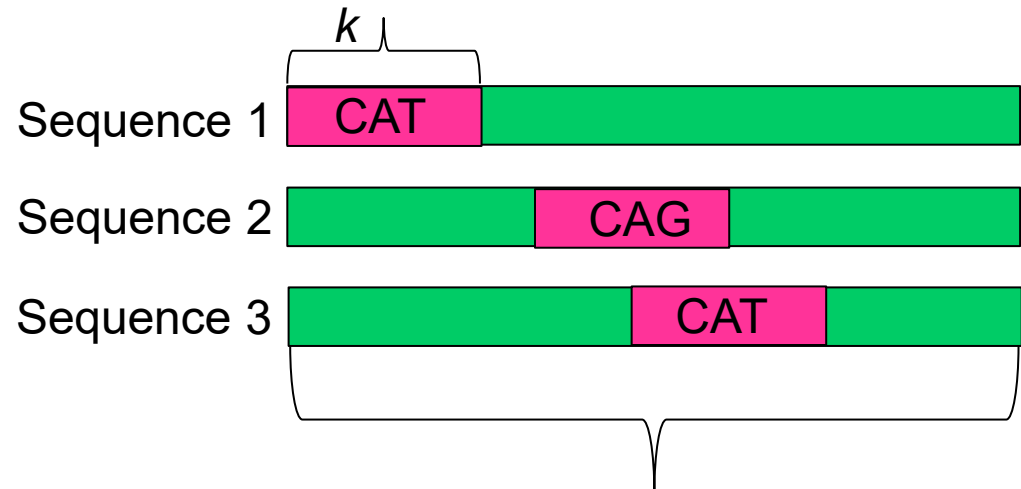 k
Sequence 1 CAT
Sequence 2 CAG
Sequence 3 CAT